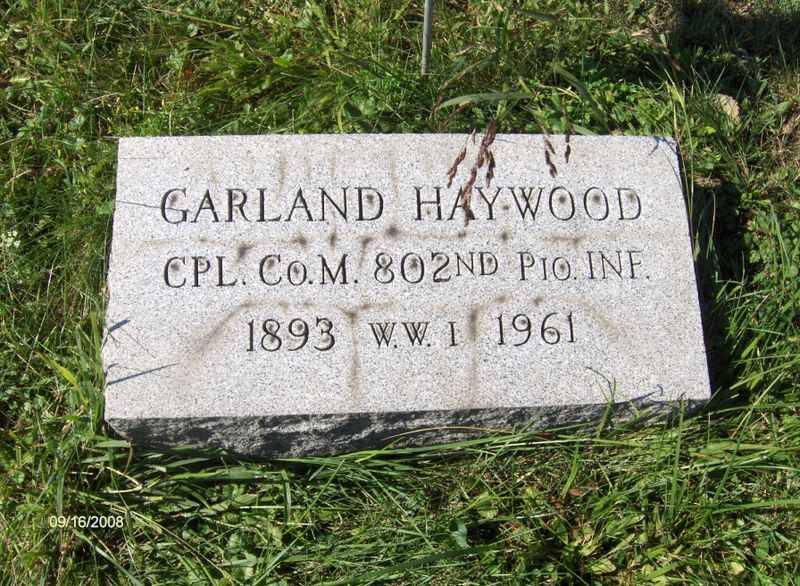 GARLAND HAYWOOD
CPL. CO. M. 802ND PIO. INF.
1893 W.W. I 1961
09/16/2008